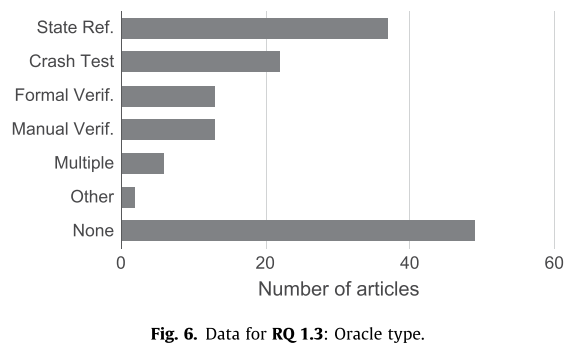 State Ref.
Crash Test
Formal Verif.
Manual Verif.
Multiple
Other
None
0 20 40 60
Number of articles
Fig. 6. Data for RQ 1.3: Oracle type.